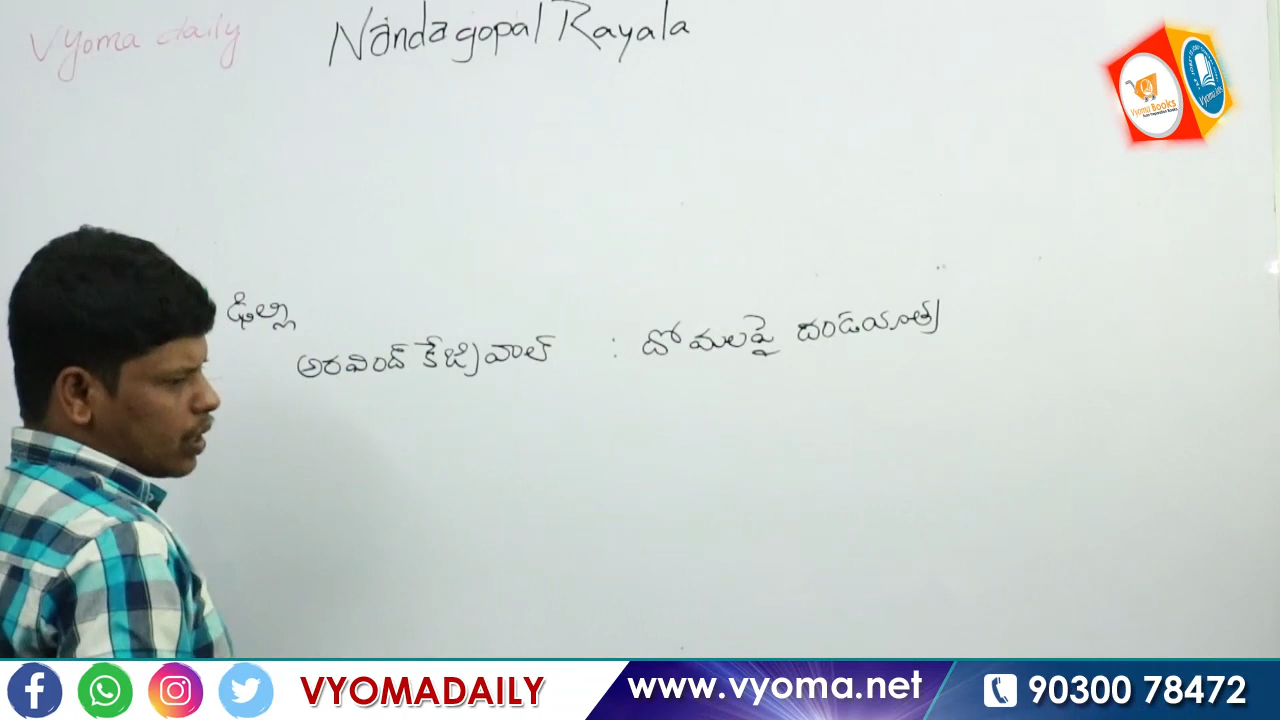 Vyoma daily
Nandagopal Rayala
Vyoma Books
ఢిల్లీ
అరవింద్ కేజ్రీవాల్ : దోమలపై దండయాత్ర
VYOMADAILY
www.vyoma.net
90300 78472